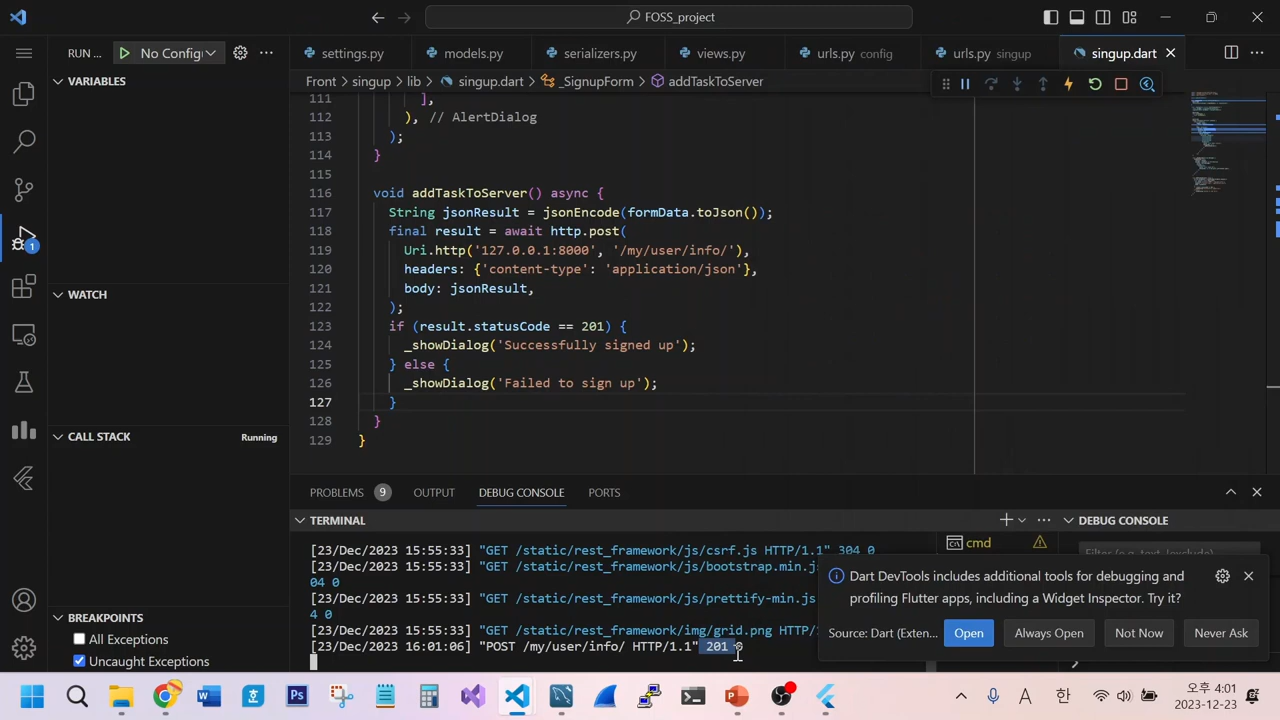 FOSS_project
RUN ...
No Config
settings.py
models.py
serializers.py
views.py
urls.py config
urls.py singup
singup.dart
Front > singup > lib > singup.dart > _SignupForm > addTaskToServer
VARIABLES
WATCH
CALL STACK
Running
BREAKPOINTS
All Exceptions
Uncaught Exceptions
1
111 ],
112 ), // AlertDialog
113 );
114 }
115
116 void addTaskToServer() async {
117 String jsonResult = jsonEncode(formData.toJson());
118 final result = await http.post(
119 Uri.http('127.0.0.1:8000', '/my/user/info/'),
120 headers: {'content-type': 'application/json'},
121 body: jsonResult,
122 );
123 if (result.statusCode == 201) {
124 _showDialog('Successfully signed up');
125 } else {
126 _showDialog('Failed to sign up');
127 }
128 }
129 }
PROBLEMS 9 OUTPUT DEBUG CONSOLE PORTS
TERMINAL
[23/Dec/2023 15:55:33] "GET /static/rest_framework/js/csrf.js HTTP/1.1" 304 0
[23/Dec/2023 15:55:33] "GET /static/rest_framework/js/bootstrap.min.js
04 0
[23/Dec/2023 15:55:33] "GET /static/rest_framework/js/prettify-min.js
4 0
[23/Dec/2023 15:55:33] "GET /static/rest_framework/img/grid.png HTTP/
[23/Dec/2023 16:01:06] "POST /my/user/info/ HTTP/1.1" 201 0
cmd
DEBUG CONSOLE
Filter (e.g. text, !exclude)
Dart DevTools includes additional tools for debugging and
profiling Flutter apps, including a Widget Inspector. Try it?
Source: Dart (Exten...
Open
Always Open
Not Now
Never Ask
A
한
오후 4:01
2023-12-23